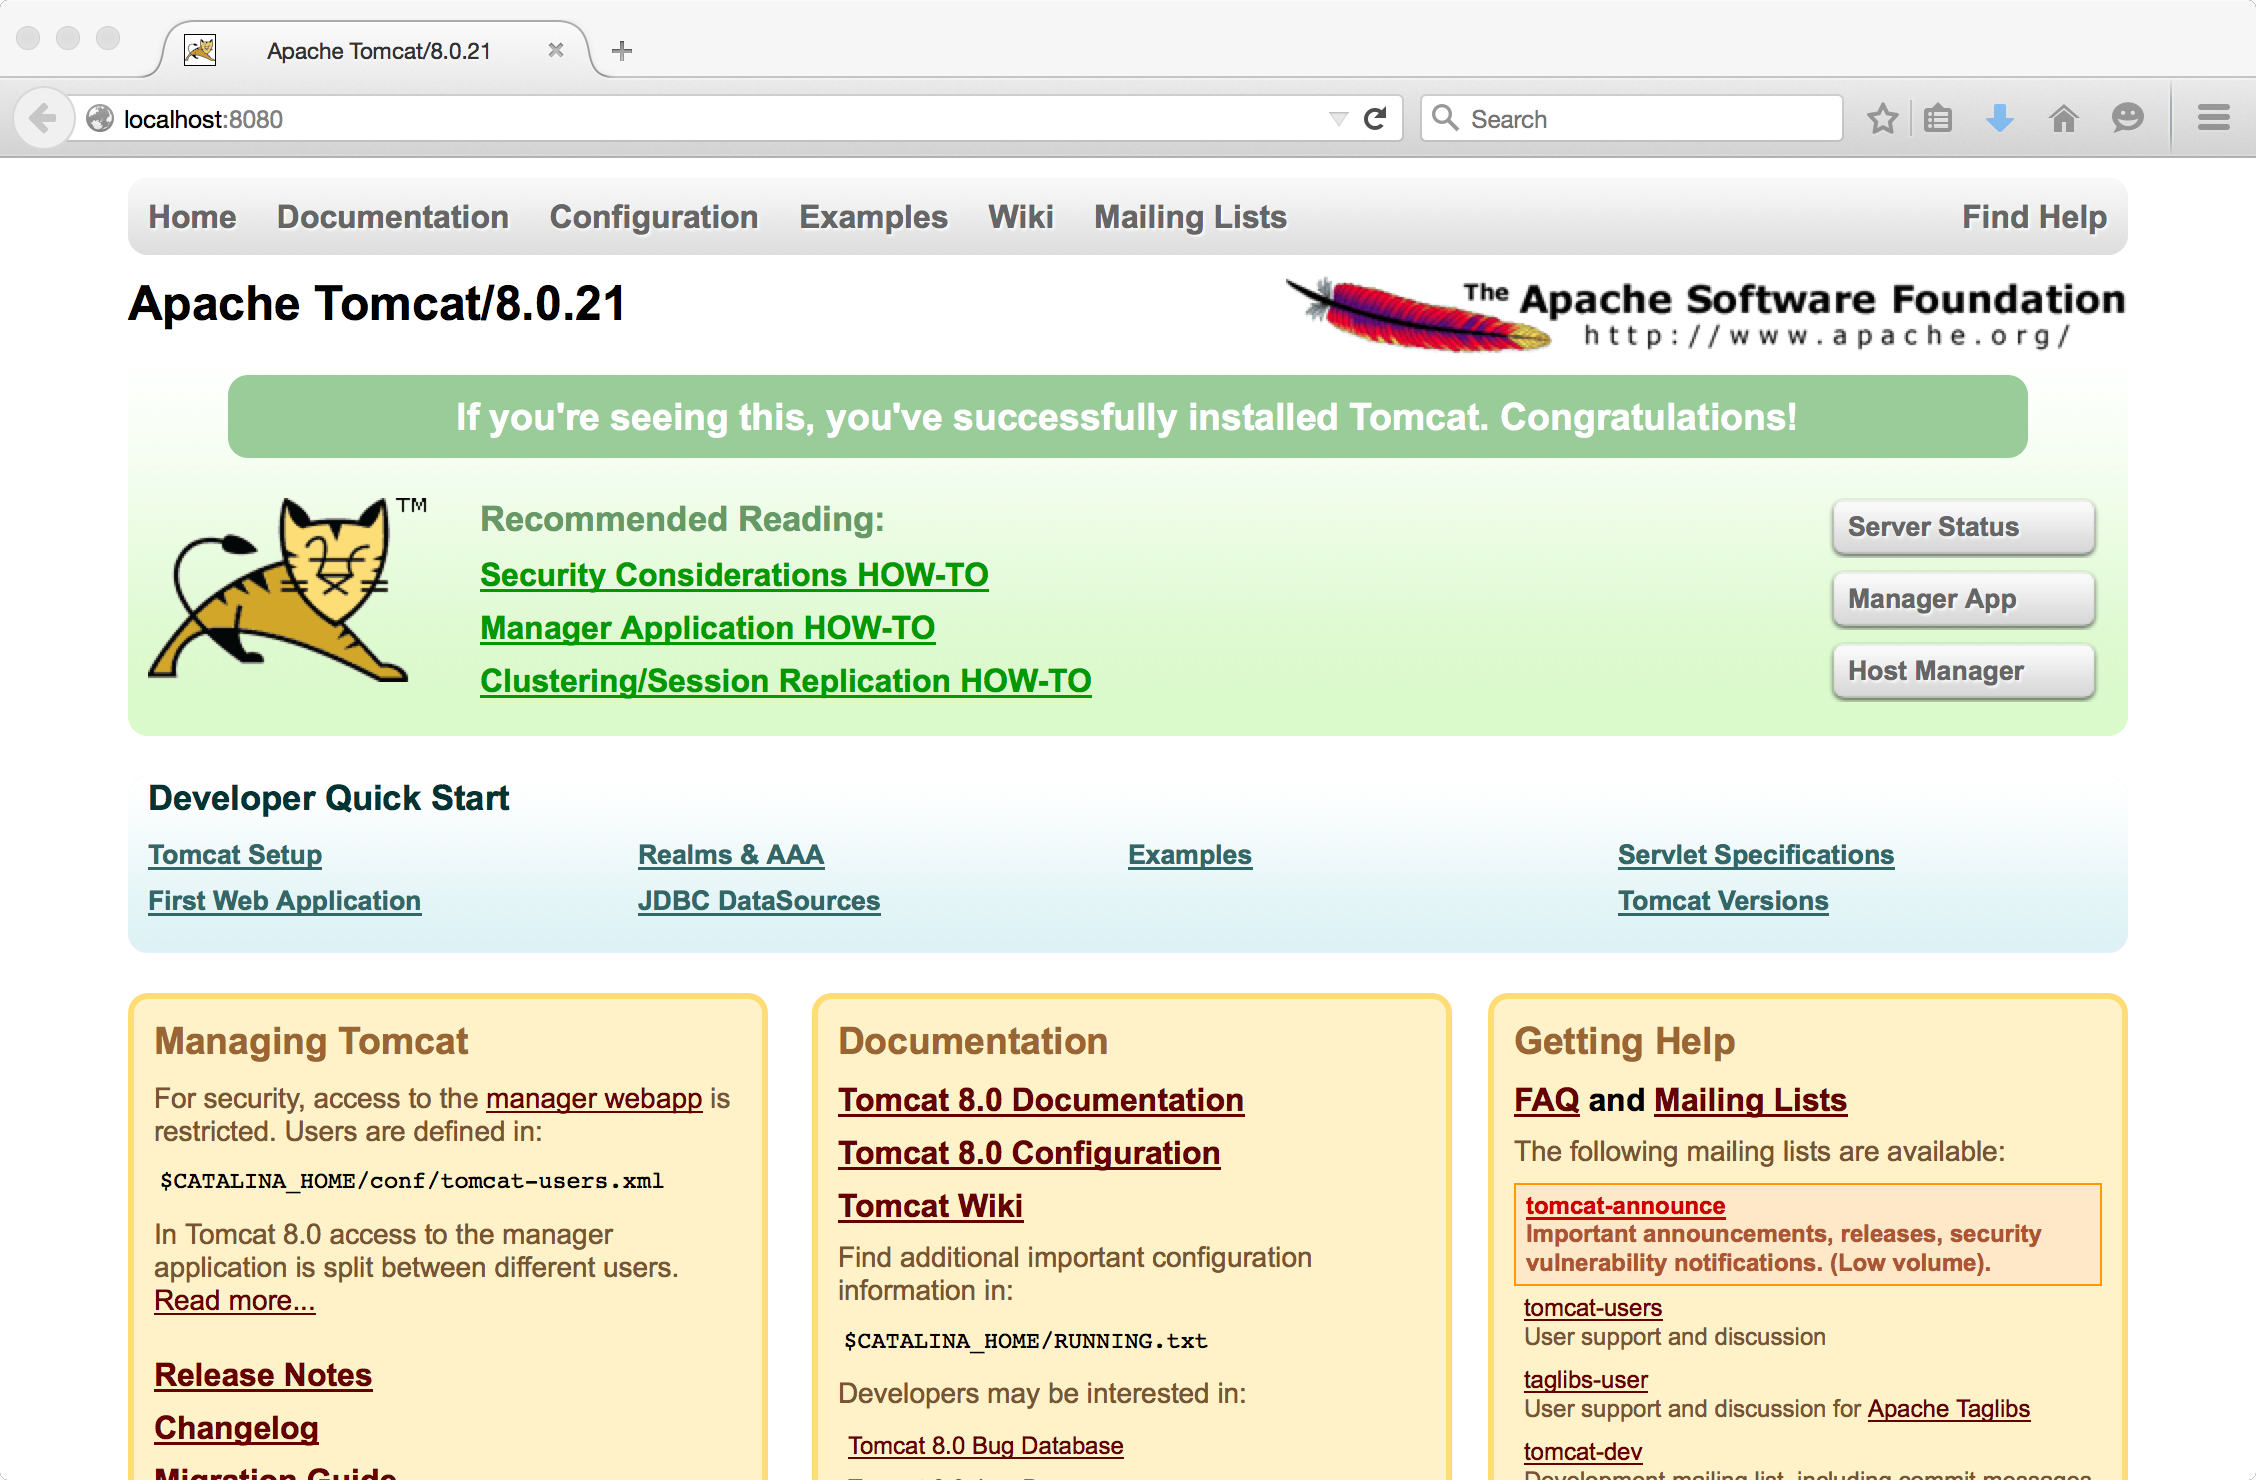 Apache Tomcat/8.0.21
localhost:8080
Search
Home Documentation Configuration Examples Wiki Mailing Lists Find Help
Apache Tomcat/8.0.21
The Apache Software Foundation
http://www.apache.org/
If you're seeing this, you've successfully installed Tomcat. Congratulations!
TM
Recommended Reading:
Security Considerations HOW-TO
Manager Application HOW-TO
Clustering/Session Replication HOW-TO
Server Status
Manager App
Host Manager
Developer Quick Start
Tomcat Setup
First Web Application
Realms & AAA
JDBC DataSources
Examples
Servlet Specifications
Tomcat Versions
Managing Tomcat
For security, access to the manager webapp is
restricted. Users are defined in:
$CATALINA_HOME/conf/tomcat-users.xml
In Tomcat 8.0 access to the manager
application is split between different users.
Read more...
Release Notes
Changelog
Migration Guide
Documentation
Tomcat 8.0 Documentation
Tomcat 8.0 Configuration
Tomcat Wiki
Find additional important configuration
information in:
$CATALINA_HOME/RUNNING.txt
Developers may be interested in:
Tomcat 8.0 Bug Database
Getting Help
FAQ and Mailing Lists
The following mailing lists are available:
tomcat-announce
Important announcements, releases, security
vulnerability notifications. (Low volume).
tomcat-users
User support and discussion
taglibs-user
User support and discussion for Apache Taglibs
tomcat-dev
Development mailing list, including commit messages